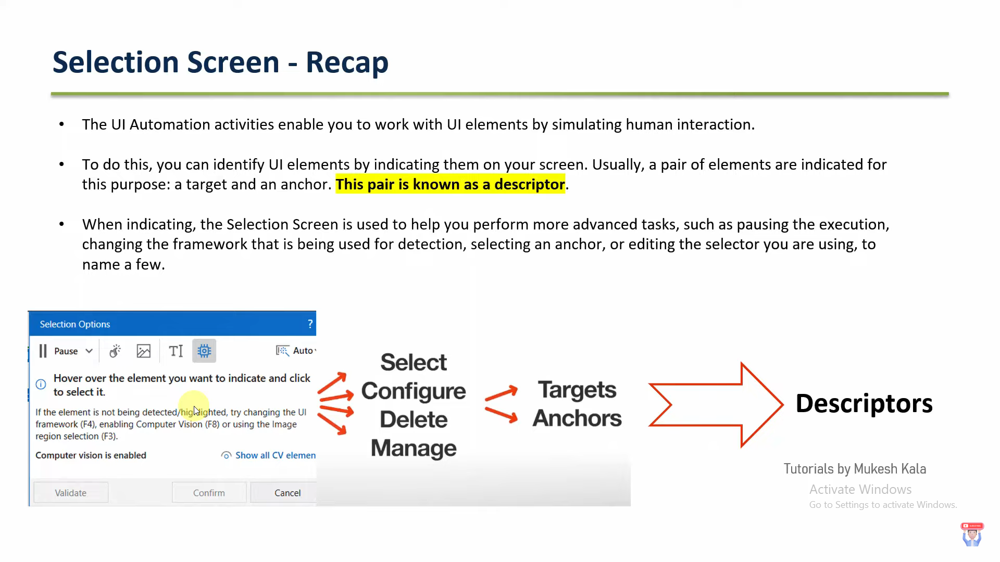 Selection Screen - Recap
• The UI Automation activities enable you to work with UI elements by simulating human interaction.
• To do this, you can identify UI elements by indicating them on your screen. Usually, a pair of elements are indicated for
this purpose: a target and an anchor. This pair is known as a descriptor.
• When indicating, the Selection Screen is used to help you perform more advanced tasks, such as pausing the execution,
changing the framework that is being used for detection, selecting an anchor, or editing the selector you are using, to
name a few.
Selection Options ?
Pause TI Auto
Hover over the element you want to indicate and click
to select it.
If the element is not being detected/highlighted, try changing the UI
framework (F4), enabling Computer Vision (F8) or using the Image
region selection (F3).
Computer vision is enabled Show all CV elemen
Validate Confirm Cancel
Select
Configure
Delete
Manage
Targets
Anchors
Descriptors
Tutorials by Mukesh Kala
Activate Windows
Go to Settings to activate Windows.